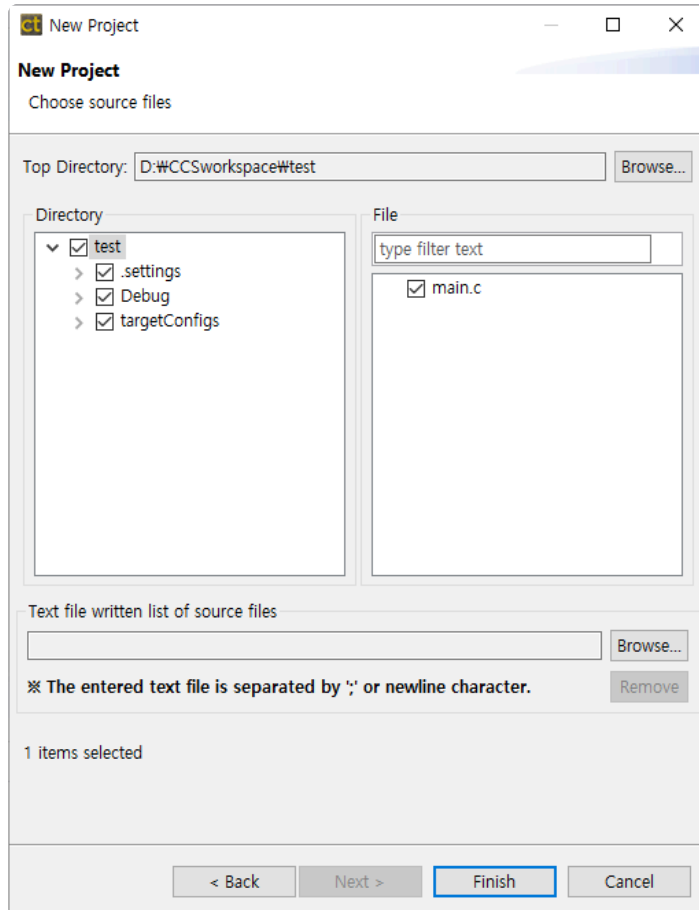 ct New Project
New Project
Choose source files
Top Directory: D:₩CCSworkspace₩test Browse...
Directory
test
.settings
Debug
targetConfigs
File
type filter text
main.c
Text file written list of source files
Browse...
※ The entered text file is separated by ';' or newline character.
Remove
1 items selected
< Back Next > Finish Cancel